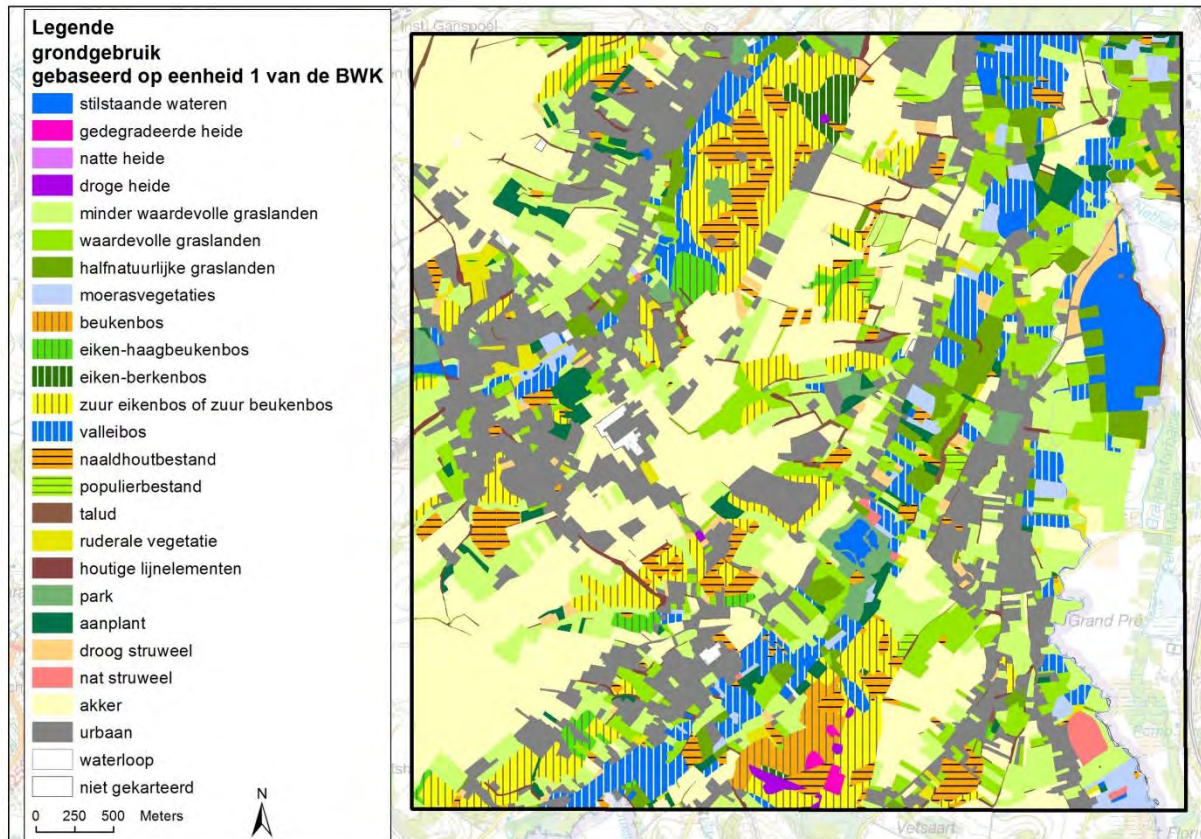 Legende
grondgebruik
gebaseerd op eenheid 1 van de BWK
stilstaande wateren
gedegradeerde heide
natte heide
droge heide
minder waardevolle graslanden
waardevolle graslanden
halfnatuurlijke graslanden
moerasvegetaties
beukenbos
eiken-haagbeukenbos
eiken-berkenbos
zuur eikenbos of zuur beukenbos
valleibos
naaldhoutbestand
populierbestand
talud
ruderale vegetatie
houtige lijnelementen
park
aanplant
droog struweel
nat struweel
akker
urbaan
waterloop
niet gekarteerd
N
0 250 500 Meters
Inst. Ganspoel
Grand Pré
Vetsaart